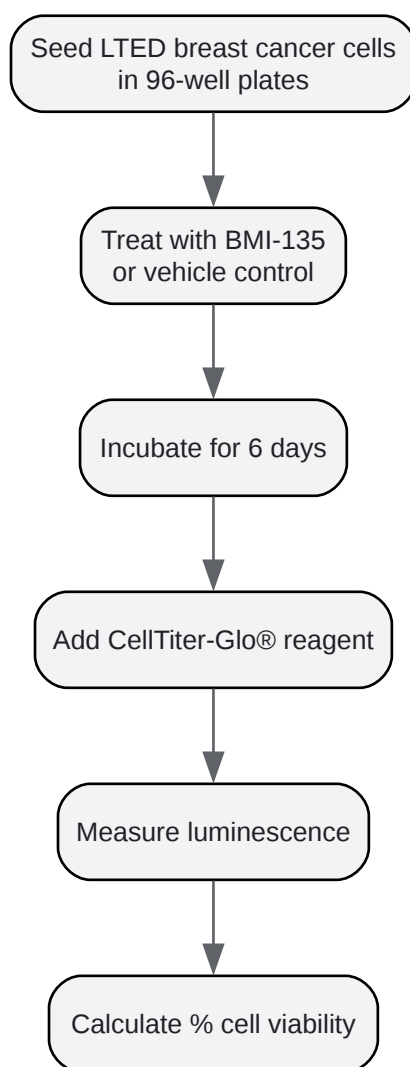 Seed LTED breast cancer cells
in 96-well plates
Treat with BMI-135
or vehicle control
Incubate for 6 days
Add CellTiter-Glo® reagent
Measure luminescence
Calculate % cell viability